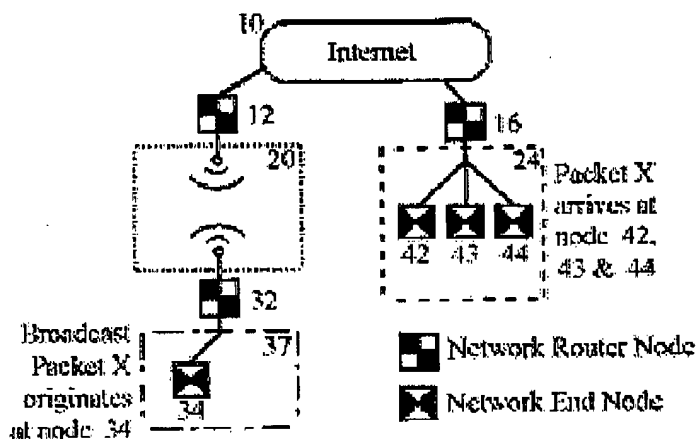 10
Internet
12
16
20
24
Packet X
arrives at
node 42,
43 & 44
42 43 44
32
Broadcast
Packet X
originates
at node 34
37
34
Network Router Node
Network End Node